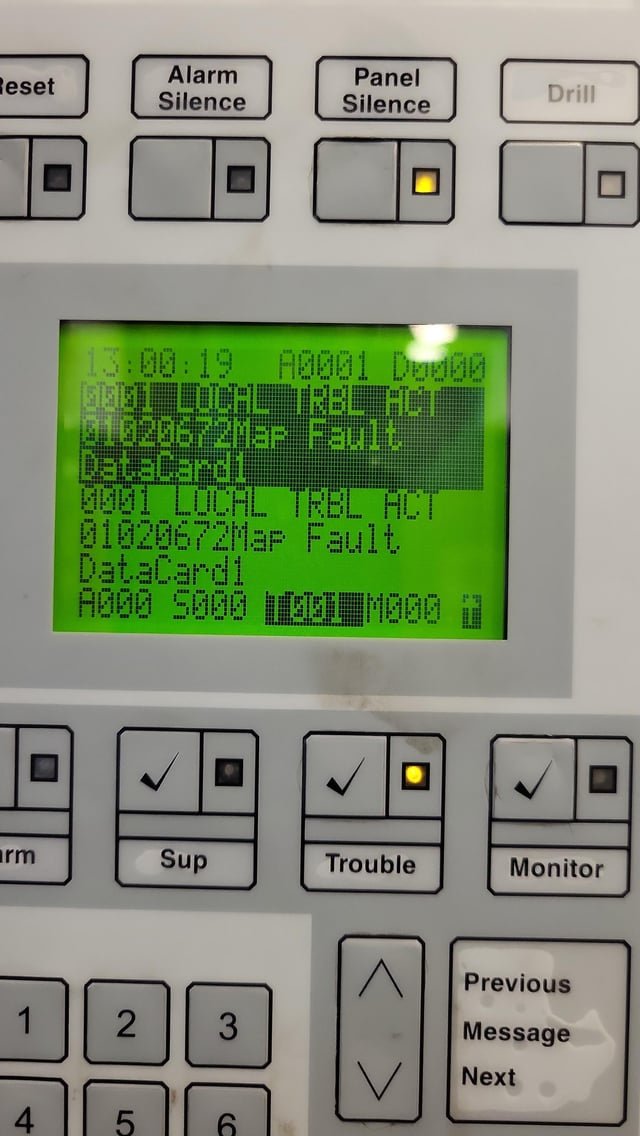 Reset
Alarm
Silence
Panel
Silence
Drill
13:00:19 A0001 D0000
0001 LOCAL TRBL ACT
01020672Map Fault
DataCard1
0001 LOCAL TRBL ACT
01020672Map Fault
DataCard1
A000 S000 T001 M000
arm
Sup
Trouble
Monitor
1 2 3
4 5 6
Previous
Message
Next